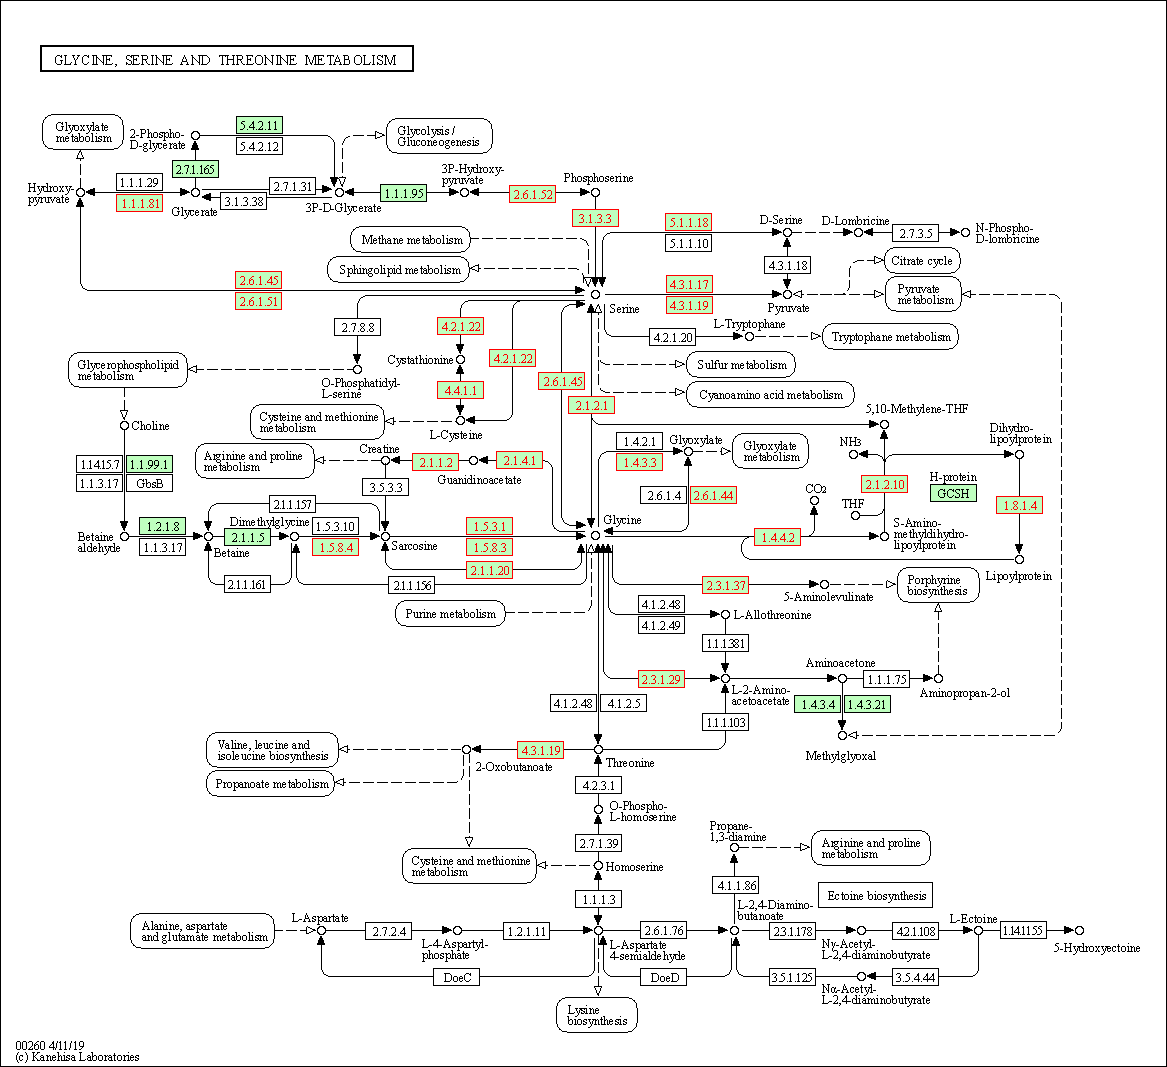 GLYCINE, SERINE AND THREONINE METABOLISM
Glyoxylate
metabolism
2-Phospho-
D-glycerate
5.4.2.11
5.4.2.12
Glycolysis /
Gluconeogenesis
2.7.1.165
Hydroxy-
pyruvate
1.1.1.29
1.1.1.81
Glycerate
2.7.1.31
3.1.3.38
3P-D-Glycerate
1.1.1.95
3P-Hydroxy-
pyruvate
2.6.1.52
Phosphoserine
3.1.3.3
Methane metabolism
Sphingolipid metabolism
5.1.1.18
5.1.1.10
D-Serine
D-Lombricine
2.7.3.5
N-Phospho-
D-lombricine
4.3.1.18
Citrate cycle
Pyruvate
metabolism
2.6.1.45
2.6.1.51
Serine
4.3.1.17
4.3.1.19
Pyruvate
2.7.8.8
4.2.1.22
4.2.1.20
L-Tryptophane
Tryptophane metabolism
Glycerophospholipid
metabolism
Cystathionine
4.2.1.22
Sulfur metabolism
O-Phosphatidyl-
L-serine
4.4.1.1
2.6.1.45
2.1.2.1
Cyanoamino acid metabolism
Choline
Cysteine and methionine
metabolism
L-Cysteine
5,10-Methylene-THF
1.14.15.7
1.1.99.1
1.1.3.17
GbsB
Arginine and proline
metabolism
Creatine
2.1.1.2
Guanidinoacetate
2.1.4.1
1.4.2.1
1.4.3.3
Glyoxylate
Glyoxylate
metabolism
NH3
Dihydro-
lipoylprotein
3.5.3.3
2.6.1.4
2.6.1.44
CO2
THF
2.1.2.10
H-protein
GCSH
1.8.1.4
2.1.1.157
Betaine
aldehyde
1.2.1.8
1.1.3.17
Betaine
2.1.1.5
Dimethylglycine
1.5.3.10
1.5.8.4
Sarcosine
1.5.3.1
1.5.8.3
2.1.1.20
Glycine
1.4.4.2
S-Amino-
methyldihydro-
lipoylprotein
Lipoylprotein
2.1.1.161
2.1.1.156
Purine metabolism
2.3.1.37
5-Aminolevulinate
Porphyrine
biosynthesis
4.1.2.48
4.1.2.49
L-Allothreonine
1.1.1.381
2.3.1.29
L-2-Amino-
acetoacetate
Aminoacetone
1.1.1.75
Aminopropan-2-ol
1.4.3.4
1.4.3.21
4.1.2.48
4.1.2.5
1.1.1.103
Methylglyoxal
Valine, leucine and
isoleucine biosynthesis
2-Oxobutanoate
4.3.1.19
Threonine
Propanoate metabolism
4.2.3.1
O-Phospho-
L-homoserine
2.7.1.39
Cysteine and methionine
metabolism
Homoserine
Propane-
1,3-diamine
Arginine and proline
metabolism
1.1.1.3
4.1.1.86
Ectoine biosynthesis
Alanine, aspartate
and glutamate metabolism
L-Aspartate
2.7.2.4
L-4-Aspartyl-
phosphate
1.2.1.11
L-Aspartate
4-semialdehyde
2.6.1.76
L-2,4-Diamino-
butanoate
2.3.1.178
Nγ-Acetyl-
L-2,4-diaminobutyrate
4.2.1.108
L-Ectoine
1.14.11.55
5-Hydroxyectoine
DoeC
DoeD
3.5.1.125
Nα-Acetyl-
L-2,4-diaminobutyrate
3.5.4.44
Lysine
biosynthesis
00260 4/11/19
(c) Kanehisa Laboratories